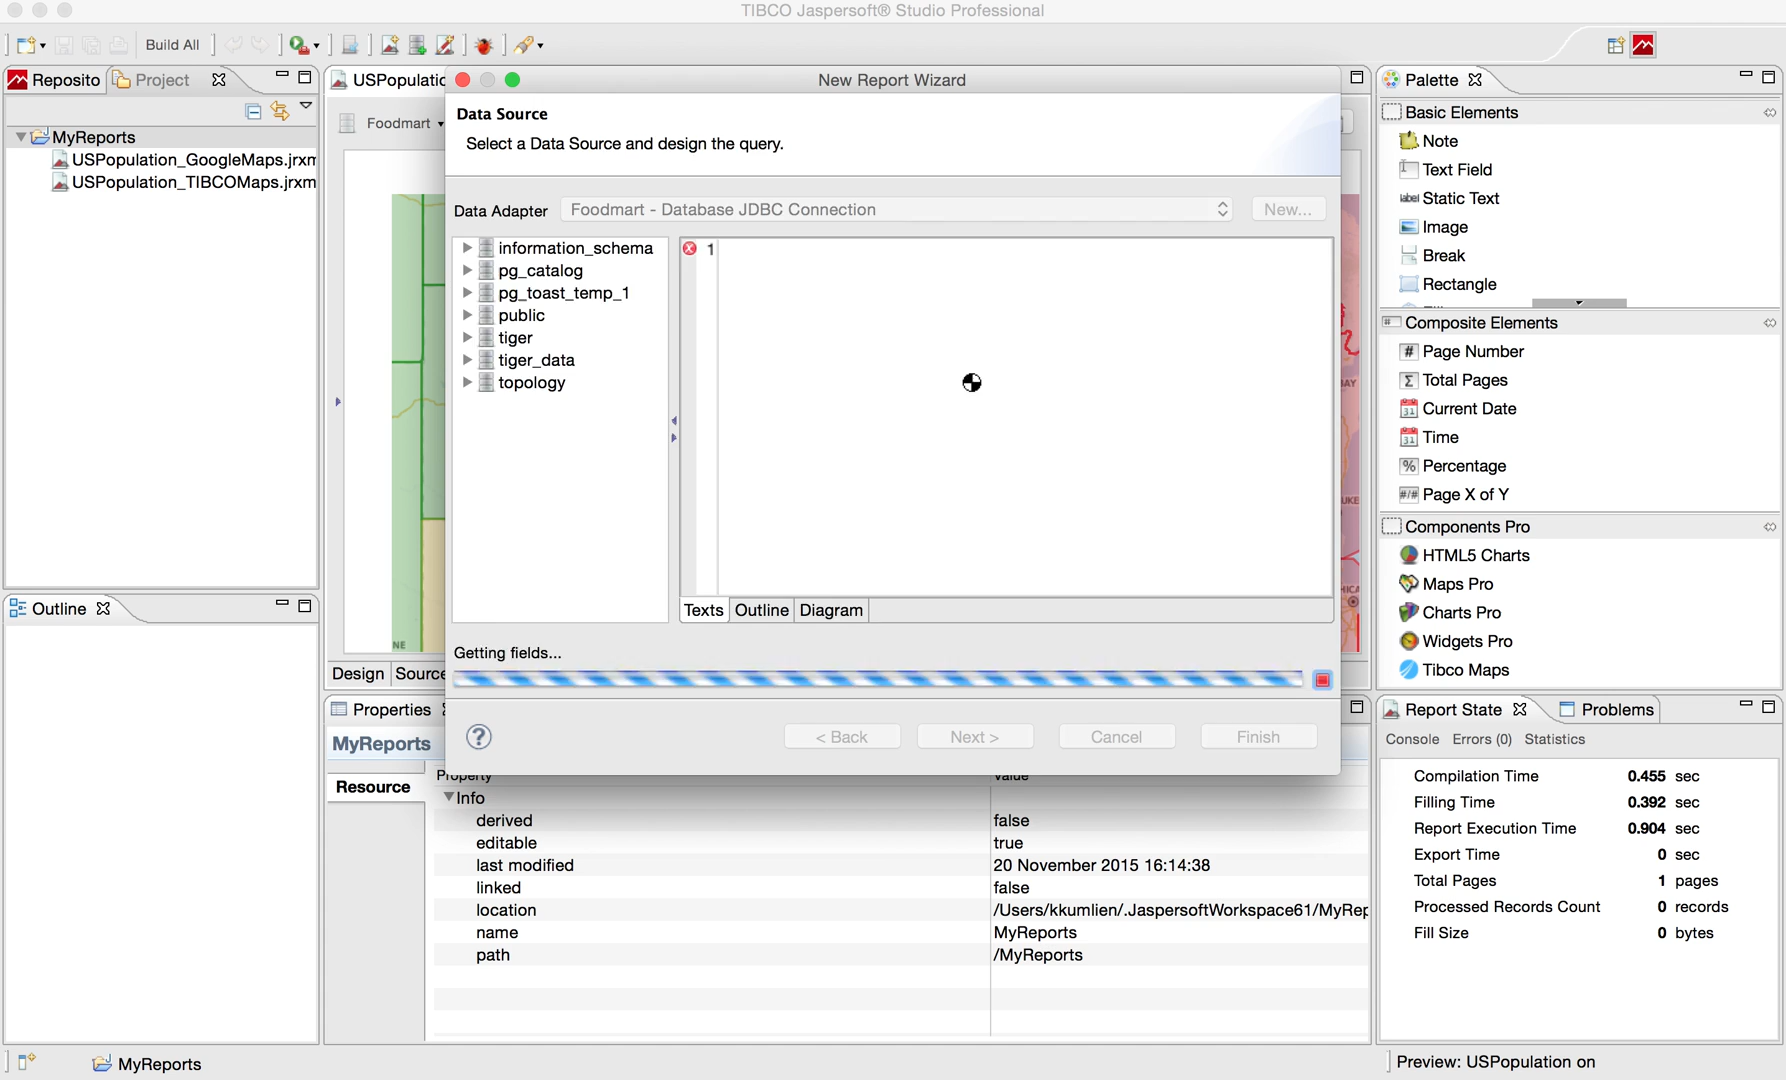 TIBCO Jaspersoft® Studio Professional
Build All
Reposito
Project
MyReports
USPopulation_GoogleMaps.jrxm
USPopulation_TIBCOMaps.jrxm
Outline
USPopulatio
Foodmart
New Report Wizard
Data Source
Select a Data Source and design the query.
Data Adapter
Foodmart - Database JDBC Connection
New...
information_schema
pg_catalog
pg_toast_temp_1
public
tiger
tiger_data
topology
1
Texts
Outline
Diagram
Getting fields...
< Back
Next >
Cancel
Finish
NE
Design
Source
Properties
MyReports
Resource
Property
Value
Info
derived
false
editable
true
last modified
20 November 2015 16:14:38
linked
false
location
/Users/kkumlien/.JaspersoftWorkspace61/MyRep
name
MyReports
path
/MyReports
Palette
Basic Elements
Note
Text Field
label Static Text
Image
Break
Rectangle
Composite Elements
# Page Number
Σ Total Pages
31 Current Date
31 Time
% Percentage
#/# Page X of Y
Components Pro
HTML5 Charts
Maps Pro
Charts Pro
Widgets Pro
Tibco Maps
Report State
Problems
Console
Errors (0)
Statistics
Compilation Time 0.455 sec
Filling Time 0.392 sec
Report Execution Time 0.904 sec
Export Time 0 sec
Total Pages 1 pages
Processed Records Count 0 records
Fill Size 0 bytes
MyReports
Preview: USPopulation on